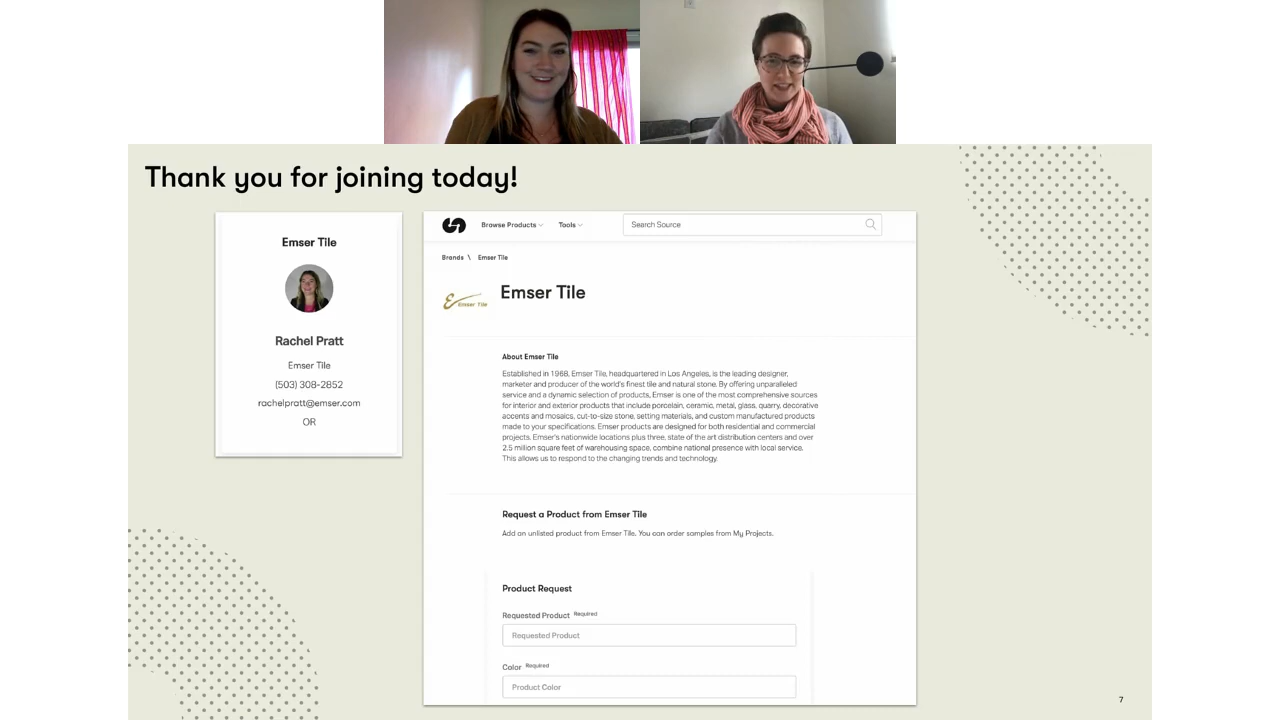 Thank you for joining today!
Emser Tile
Rachel Pratt
Emser Tile
(503) 308-2852
rachelpratt@emser.com
OR
Browse Products
Tools
Search Source
Brands \ Emser Tile
Emser Tile
Emser Tile
About Emser Tile
Established in 1968, Emser Tile, headquartered in Los Angeles, is the leading designer,
marketer and producer of the world's finest tile and natural stone. By offering unparalleled
service and a dynamic selection of products, Emser is one of the most comprehensive sources
for interior and exterior products that include porcelain, ceramic, metal, glass, quarry, decorative
accents and mosaics, cut-to-size stone, setting materials, and custom manufactured products
made to your specifications. Emser products are designed for both residential and commercial
projects. Emser's nationwide locations plus three, state of the art distribution centers and over
2.5 million square feet of warehousing space, combine national presence with local service.
This allows us to respond to the changing trends and technology.
Request a Product from Emser Tile
Add an unlisted product from Emser Tile. You can order samples from My Projects.
Product Request
Requested Product Required
Requested Product
Color Required
Product Color
7